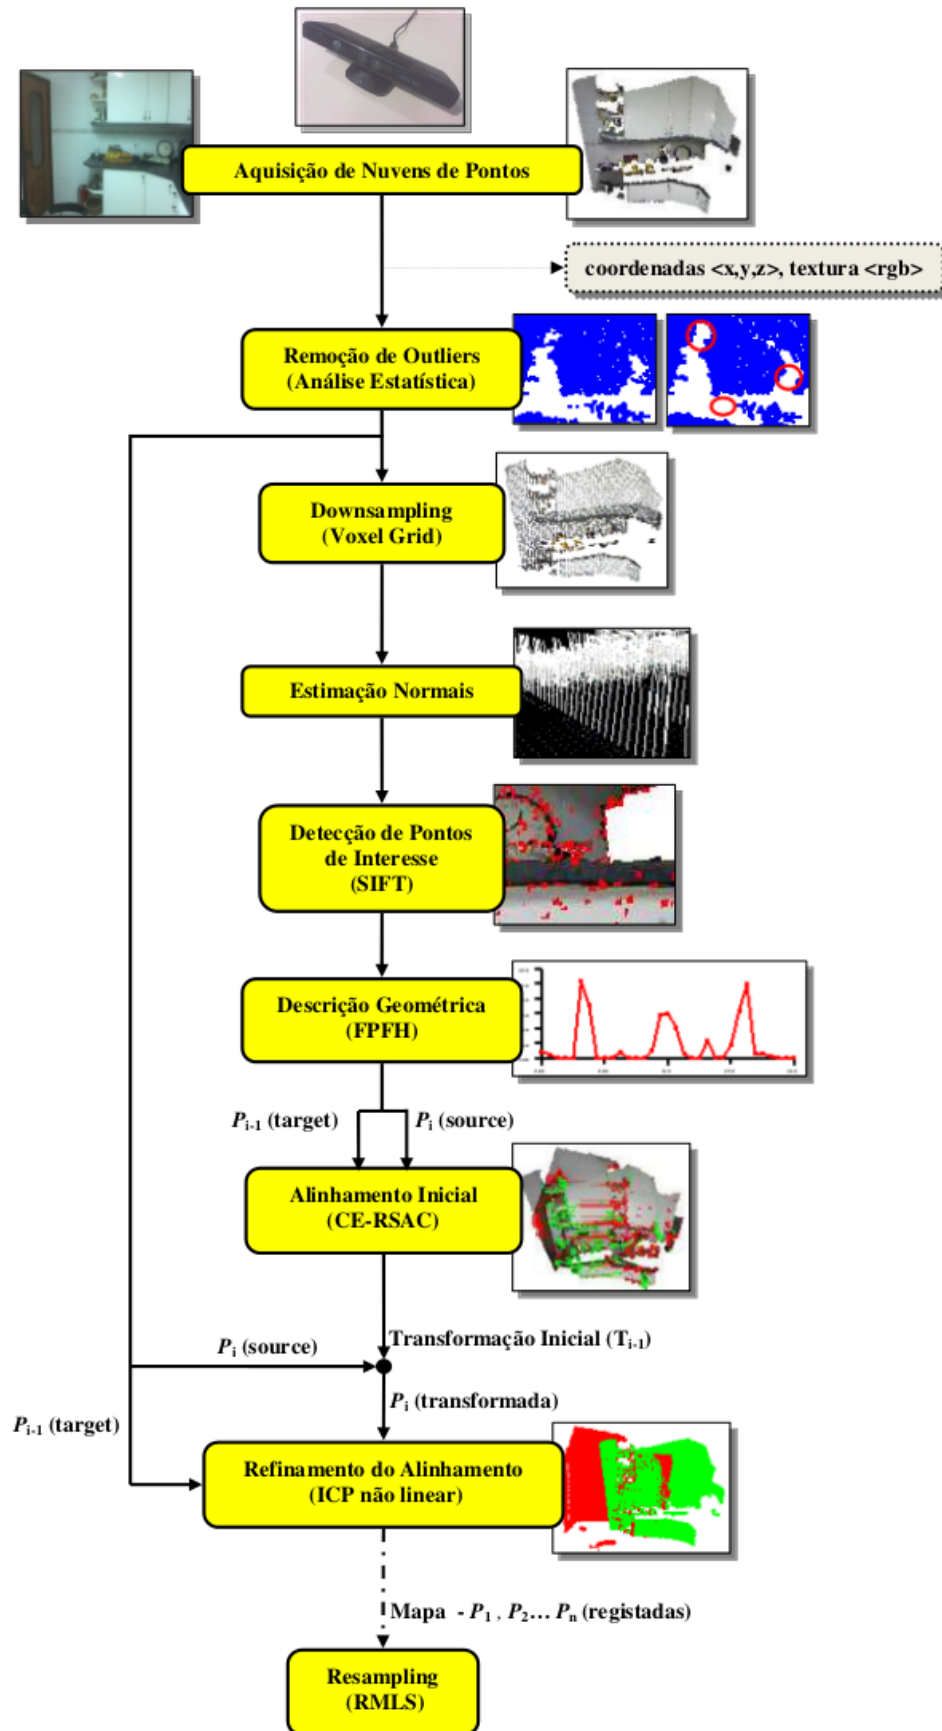 Aquisição de Nuvens de Pontos
coordenadas <x,y,z>, textura <rgb>
Remoção de Outliers
(Análise Estatística)
Downsampling
(Voxel Grid)
Estimação Normais
Detecção de Pontos
de Interesse
(SIFT)
Descrição Geométrica
(FPFH)
Pi-1 (target)
Pi (source)
Alinhamento Inicial
(CE-RSAC)
Transformação Inicial (Ti-1)
Pi (source)
Pi (transformada)
Pi-1 (target)
Refinamento do Alinhamento
(ICP não linear)
Mapa - P1 , P2... Pn (registadas)
Resampling
(RMLS)